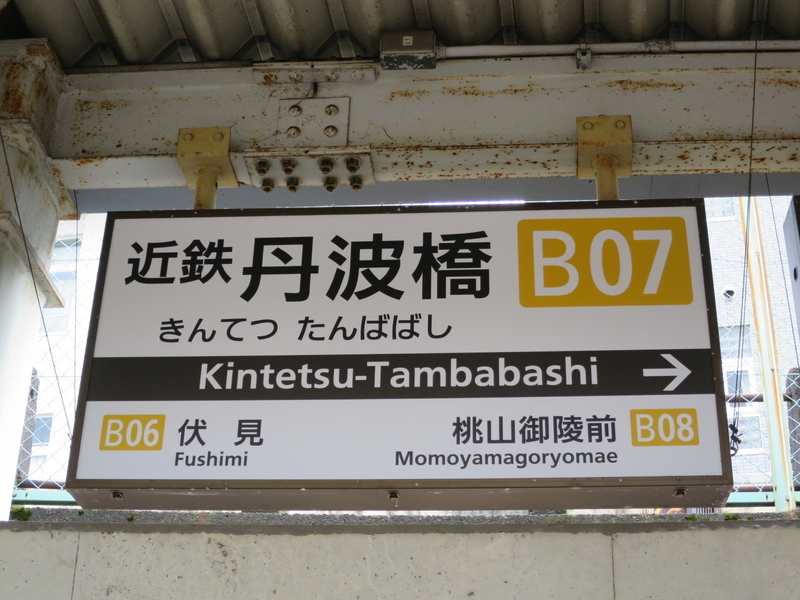 近鉄丹波橋 B07
きんてつ たんばばし
Kintetsu-Tambabashi →
B06 伏見 桃山御陵前 B08
Fushimi Momoyamagoryomae